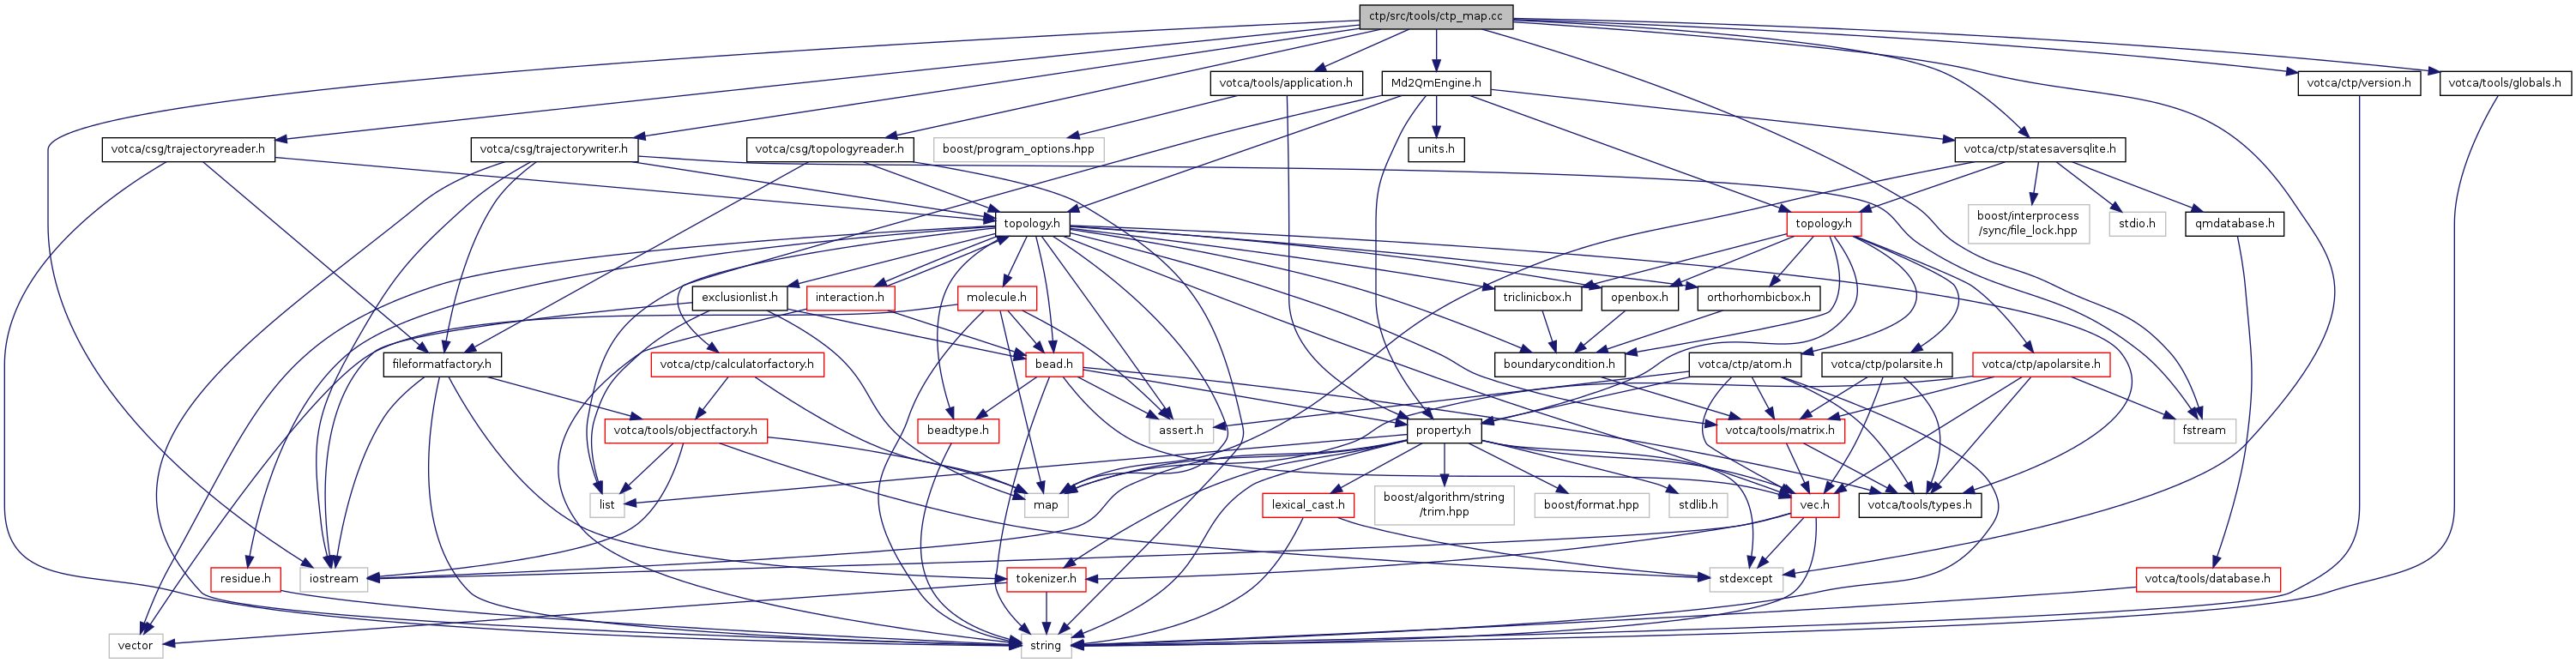 ctp/src/tools/ctp_map.cc
votca/tools/application.h
Md2QmEngine.h
votca/ctp/version.h
votca/tools/globals.h
votca/csg/trajectoryreader.h
votca/csg/trajectorywriter.h
votca/csg/topologyreader.h
boost/program_options.hpp
units.h
votca/ctp/statesaversqlite.h
topology.h
topology.h
boost/interprocess
/sync/file_lock.hpp
stdio.h
qmdatabase.h
exclusionlist.h
interaction.h
molecule.h
triclinicbox.h
openbox.h
orthorhombicbox.h
fileformatfactory.h
votca/ctp/calculatorfactory.h
bead.h
boundarycondition.h
votca/ctp/atom.h
votca/ctp/polarsite.h
votca/ctp/apolarsite.h
votca/tools/objectfactory.h
beadtype.h
assert.h
property.h
votca/tools/matrix.h
fstream
list
map
lexical_cast.h
boost/algorithm/string
/trim.hpp
boost/format.hpp
stdlib.h
vec.h
votca/tools/types.h
residue.h
iostream
tokenizer.h
stdexcept
votca/tools/database.h
vector
string